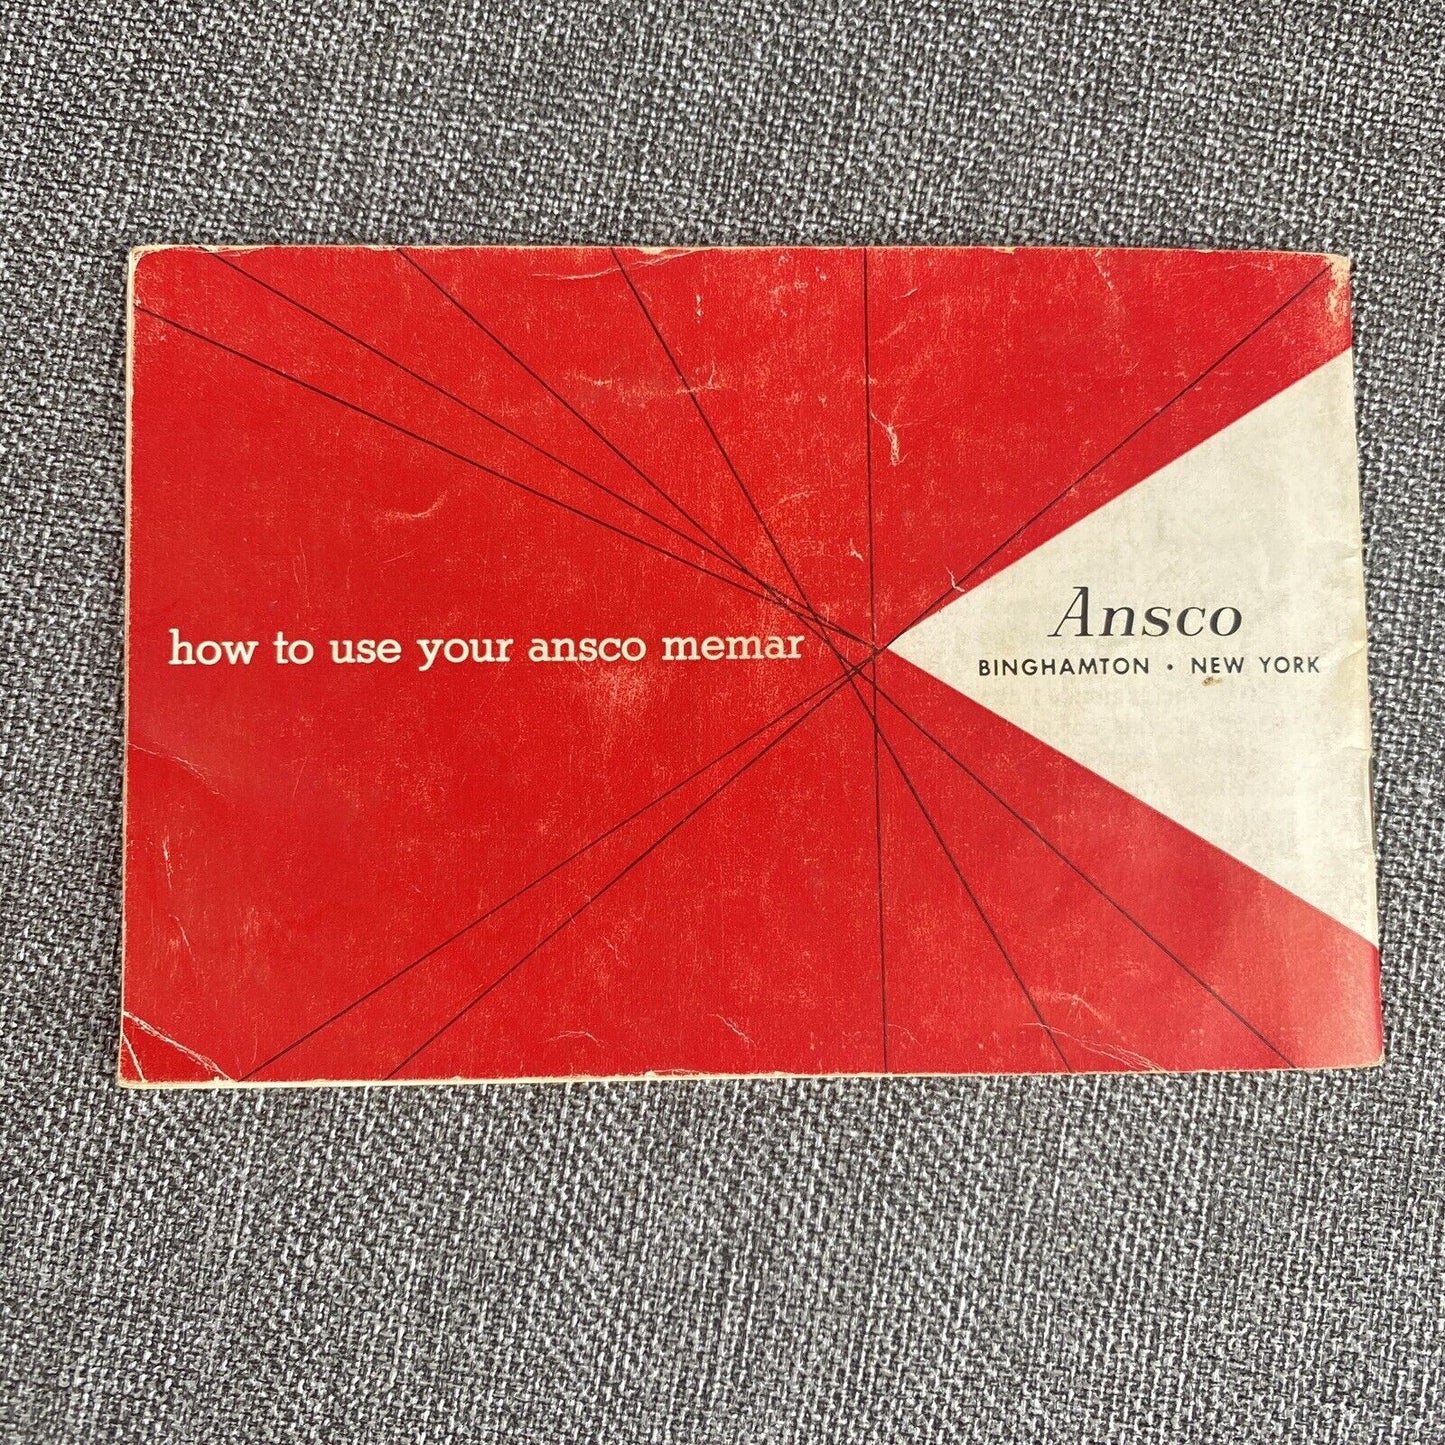 how to use your ansco memar
Ansco
BINGHAMTON • NEW YORK